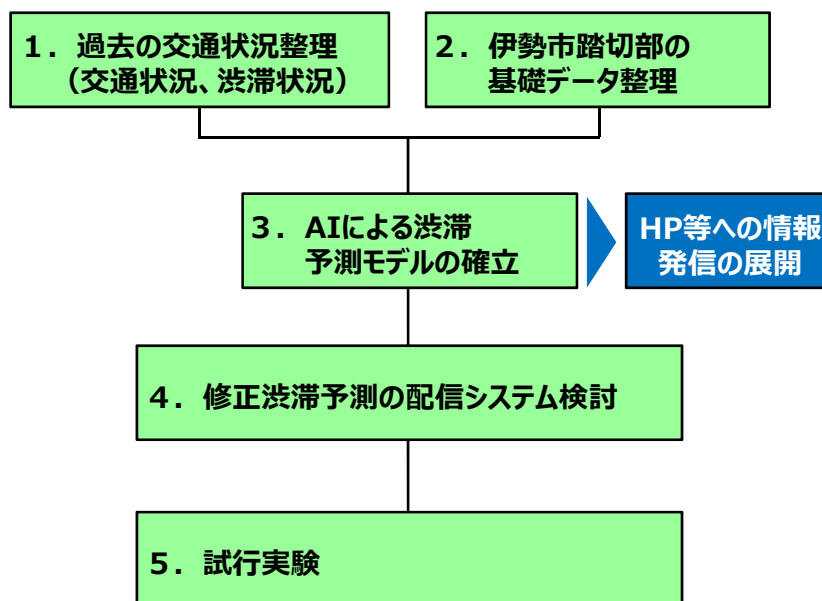 １．過去の交通状況整理
（交通状況、渋滞状況）
２．伊勢市踏切部の
基礎データ整理
３．AIによる渋滞
予測モデルの確立
HP等への情報
発信の展開
４．修正渋滞予測の配信システム検討
５．試行実験